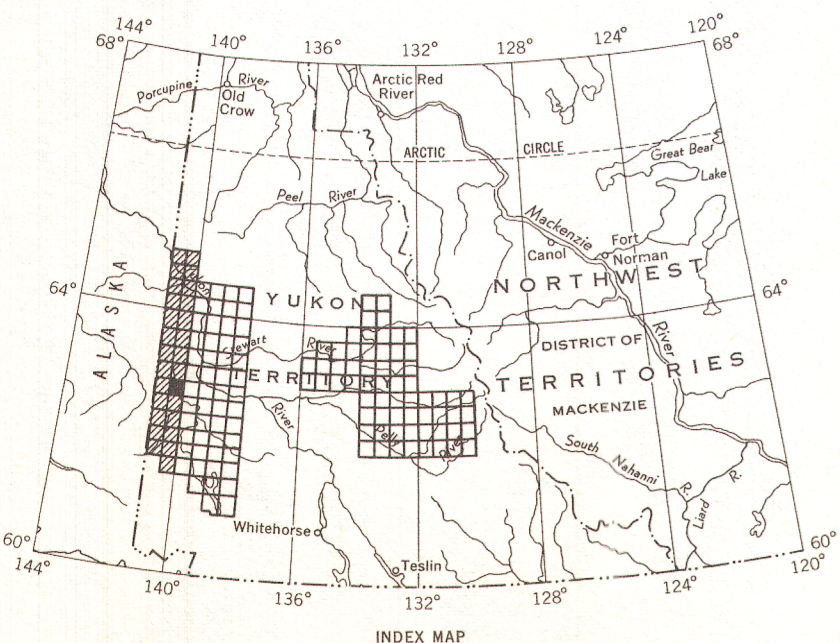 144°
68°
140°
136°
132°
128°
124°
120°
68°
Porcupine River
Old
Crow
Arctic Red
River
ARCTIC CIRCLE
Great Bear
Lake
Peel River
Mackenzie
Canol
Fort
Norman
64°
ALASKA
Yukon
YUKON
NORTHWEST
64°
Stewart River
TERRITORY
DISTRICT OF
TERRITORIES
MACKENZIE
River
River
Pelly River
South Nahanni R.
Liard R.
Whitehorse
Teslin
60°
144°
140°
136°
132°
128°
124°
60°
120°
INDEX MAP